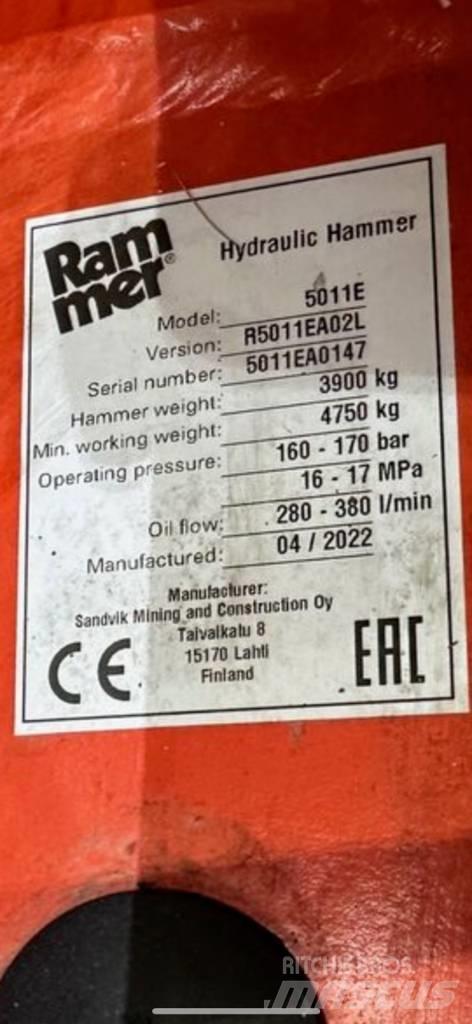 Ram
mer®
Hydraulic Hammer
Model: 5011E
Version: R5011EA02L
Serial number: 5011EA0147
Hammer weight: 3900 kg
Min. working weight: 4750 kg
Operating pressure: 160 - 170 bar
16 - 17 MPa
Oil flow: 280 - 380 l/min
Manufactured: 04 / 2022
Manufacturer:
Sandvik Mining and Construction Oy
Taivalkatu 8
15170 Lahti
Finland
CE
EAC
RITCHIE BROS.
mascus